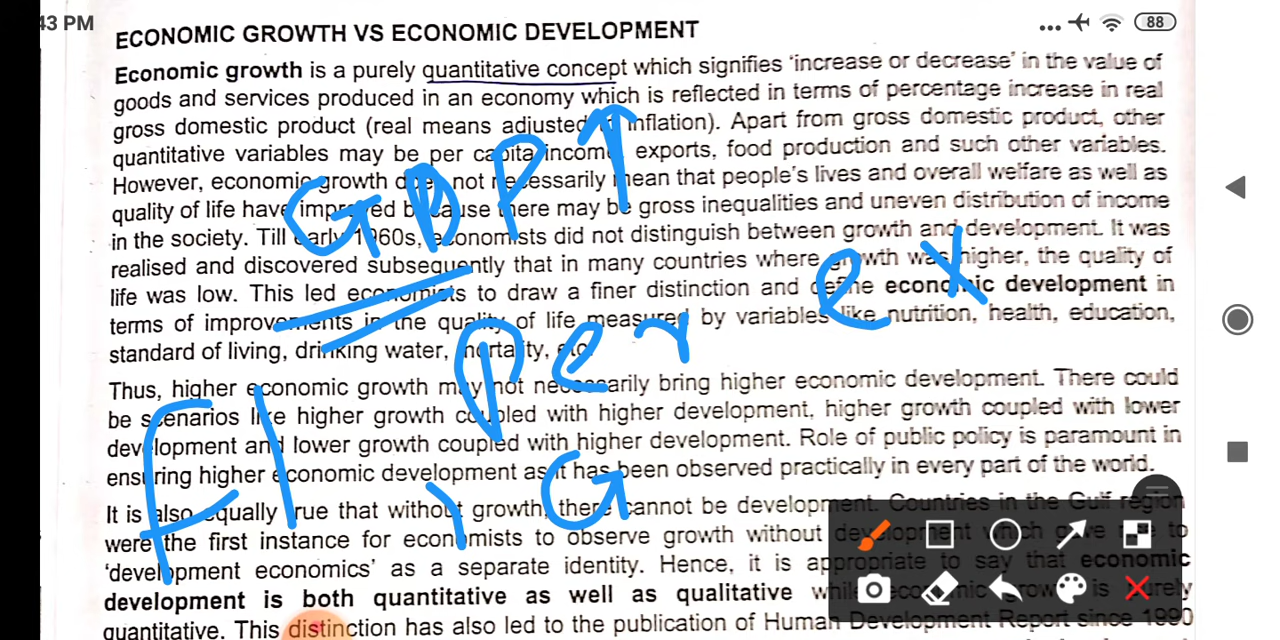 43 PM
88
ECONOMIC GROWTH VS ECONOMIC DEVELOPMENT
Economic growth is a purely quantitative concept which signifies 'increase or decrease' in the value of
goods and services produced in an economy which is reflected in terms of percentage increase in real
gross domestic product (real means adjusted inflation). Apart from gross domestic product, other
quantitative variables may be per capita income, exports, food production and such other variables.
However, economic growth does not necessarily mean that people's lives and overall welfare as well as
quality of life have improved because there may be gross inequalities and uneven distribution of income
in the society. Till early 1960s, economists did not distinguish between growth and development. It was
realised and discovered subsequently that in many countries where growth was higher, the quality of
life was low. This led economists to draw a finer distinction and define economic development in
terms of improvements in the quality of life measured by variables like nutrition, health, education,
standard of living, drinking water, mortality, etc.
Thus, higher economic growth may not necessarily bring higher economic development. There could
be scenarios like higher growth coupled with higher development, higher growth coupled with lower
development and lower growth coupled with higher development. Role of public policy is paramount in
ensuring higher economic development as it has been observed practically in every part of the world.
It is also equally true that without growth, there cannot be development. Countries in the Gulf region
were the first instance for economists to observe growth without development which gave rise to
'development economics' as a separate identity. Hence, it is appropriate to say that economic
development is both quantitative as well as qualitative while economic growth is purely
quantitative. This distinction has also led to the publication of Human Development Report since 1990
GDP↑
Per ex
G